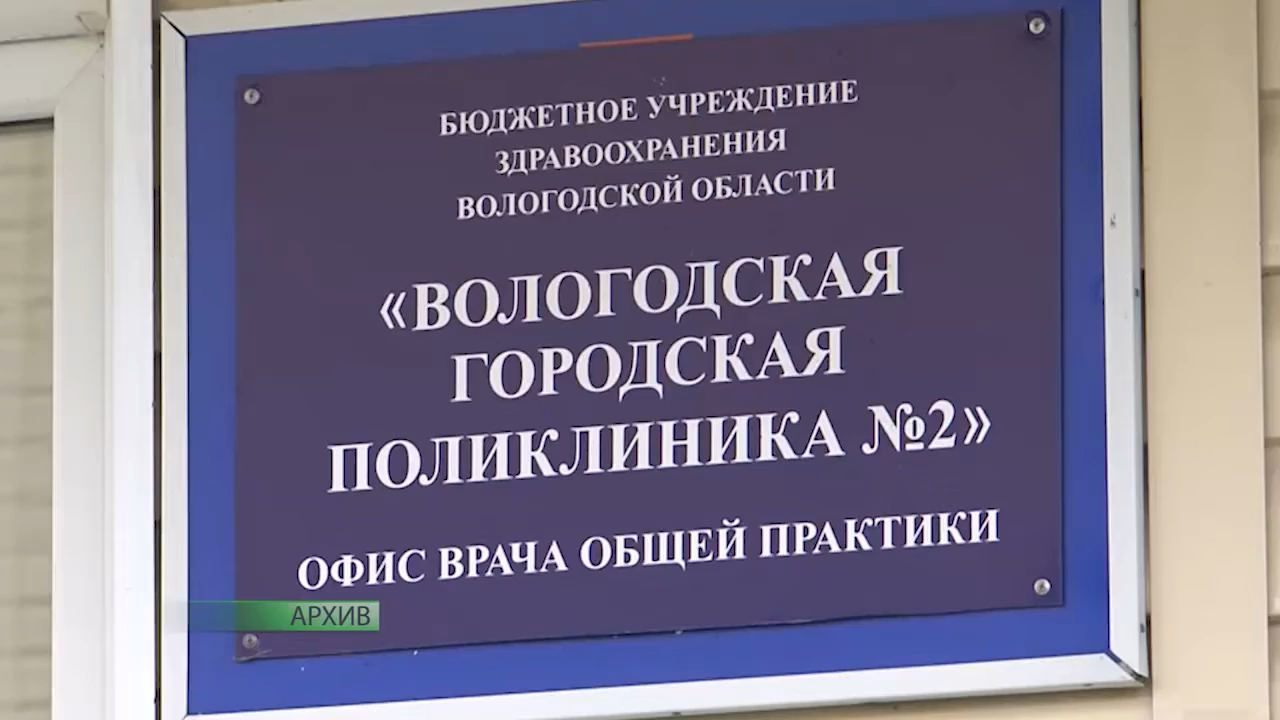 БЮДЖЕТНОЕ УЧРЕЖДЕНИЕ
ЗДРАВООХРАНЕНИЯ
ВОЛОГОДСКОЙ ОБЛАСТИ
«ВОЛОГОДСКАЯ
ГОРОДСКАЯ
ПОЛИКЛИНИКА №2»
ОФИС ВРАЧА ОБЩЕЙ ПРАКТИКИ
АРХИВ